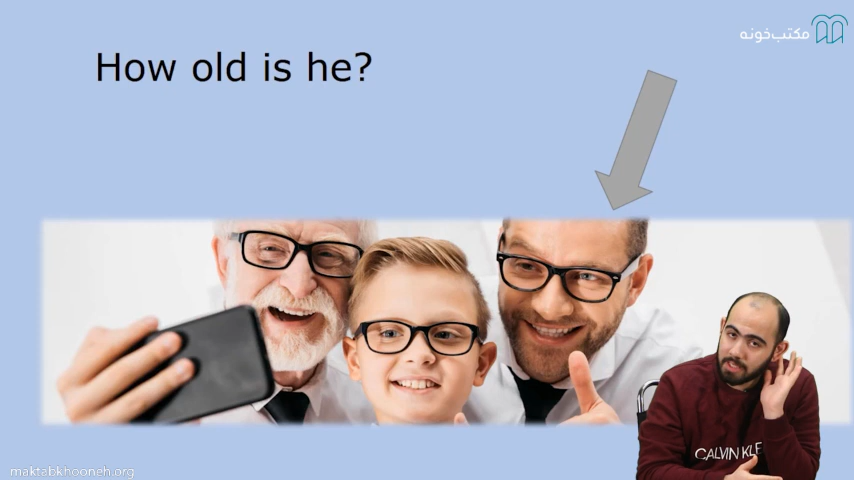 مکتب‌خونه
How old is he?
CALVIN KLE
maktabkhooneh.org